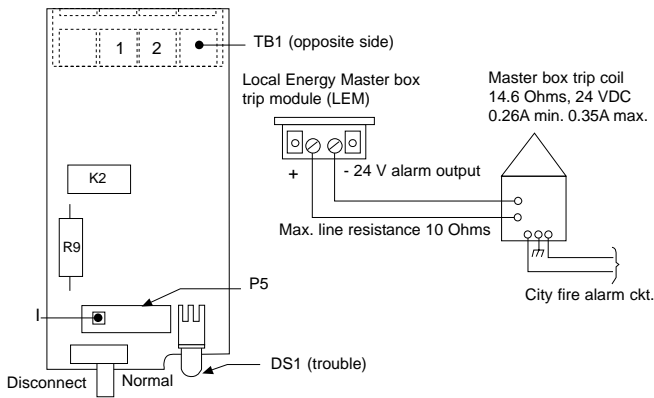 TB1 (opposite side)
1 2
Local Energy Master box
trip module (LEM)
Master box trip coil
14.6 Ohms, 24 VDC
0.26A min. 0.35A max.
+
- 24 V alarm output
K2
Max. line resistance 10 Ohms
R9
P5
City fire alarm ckt.
I
DS1 (trouble)
Disconnect Normal